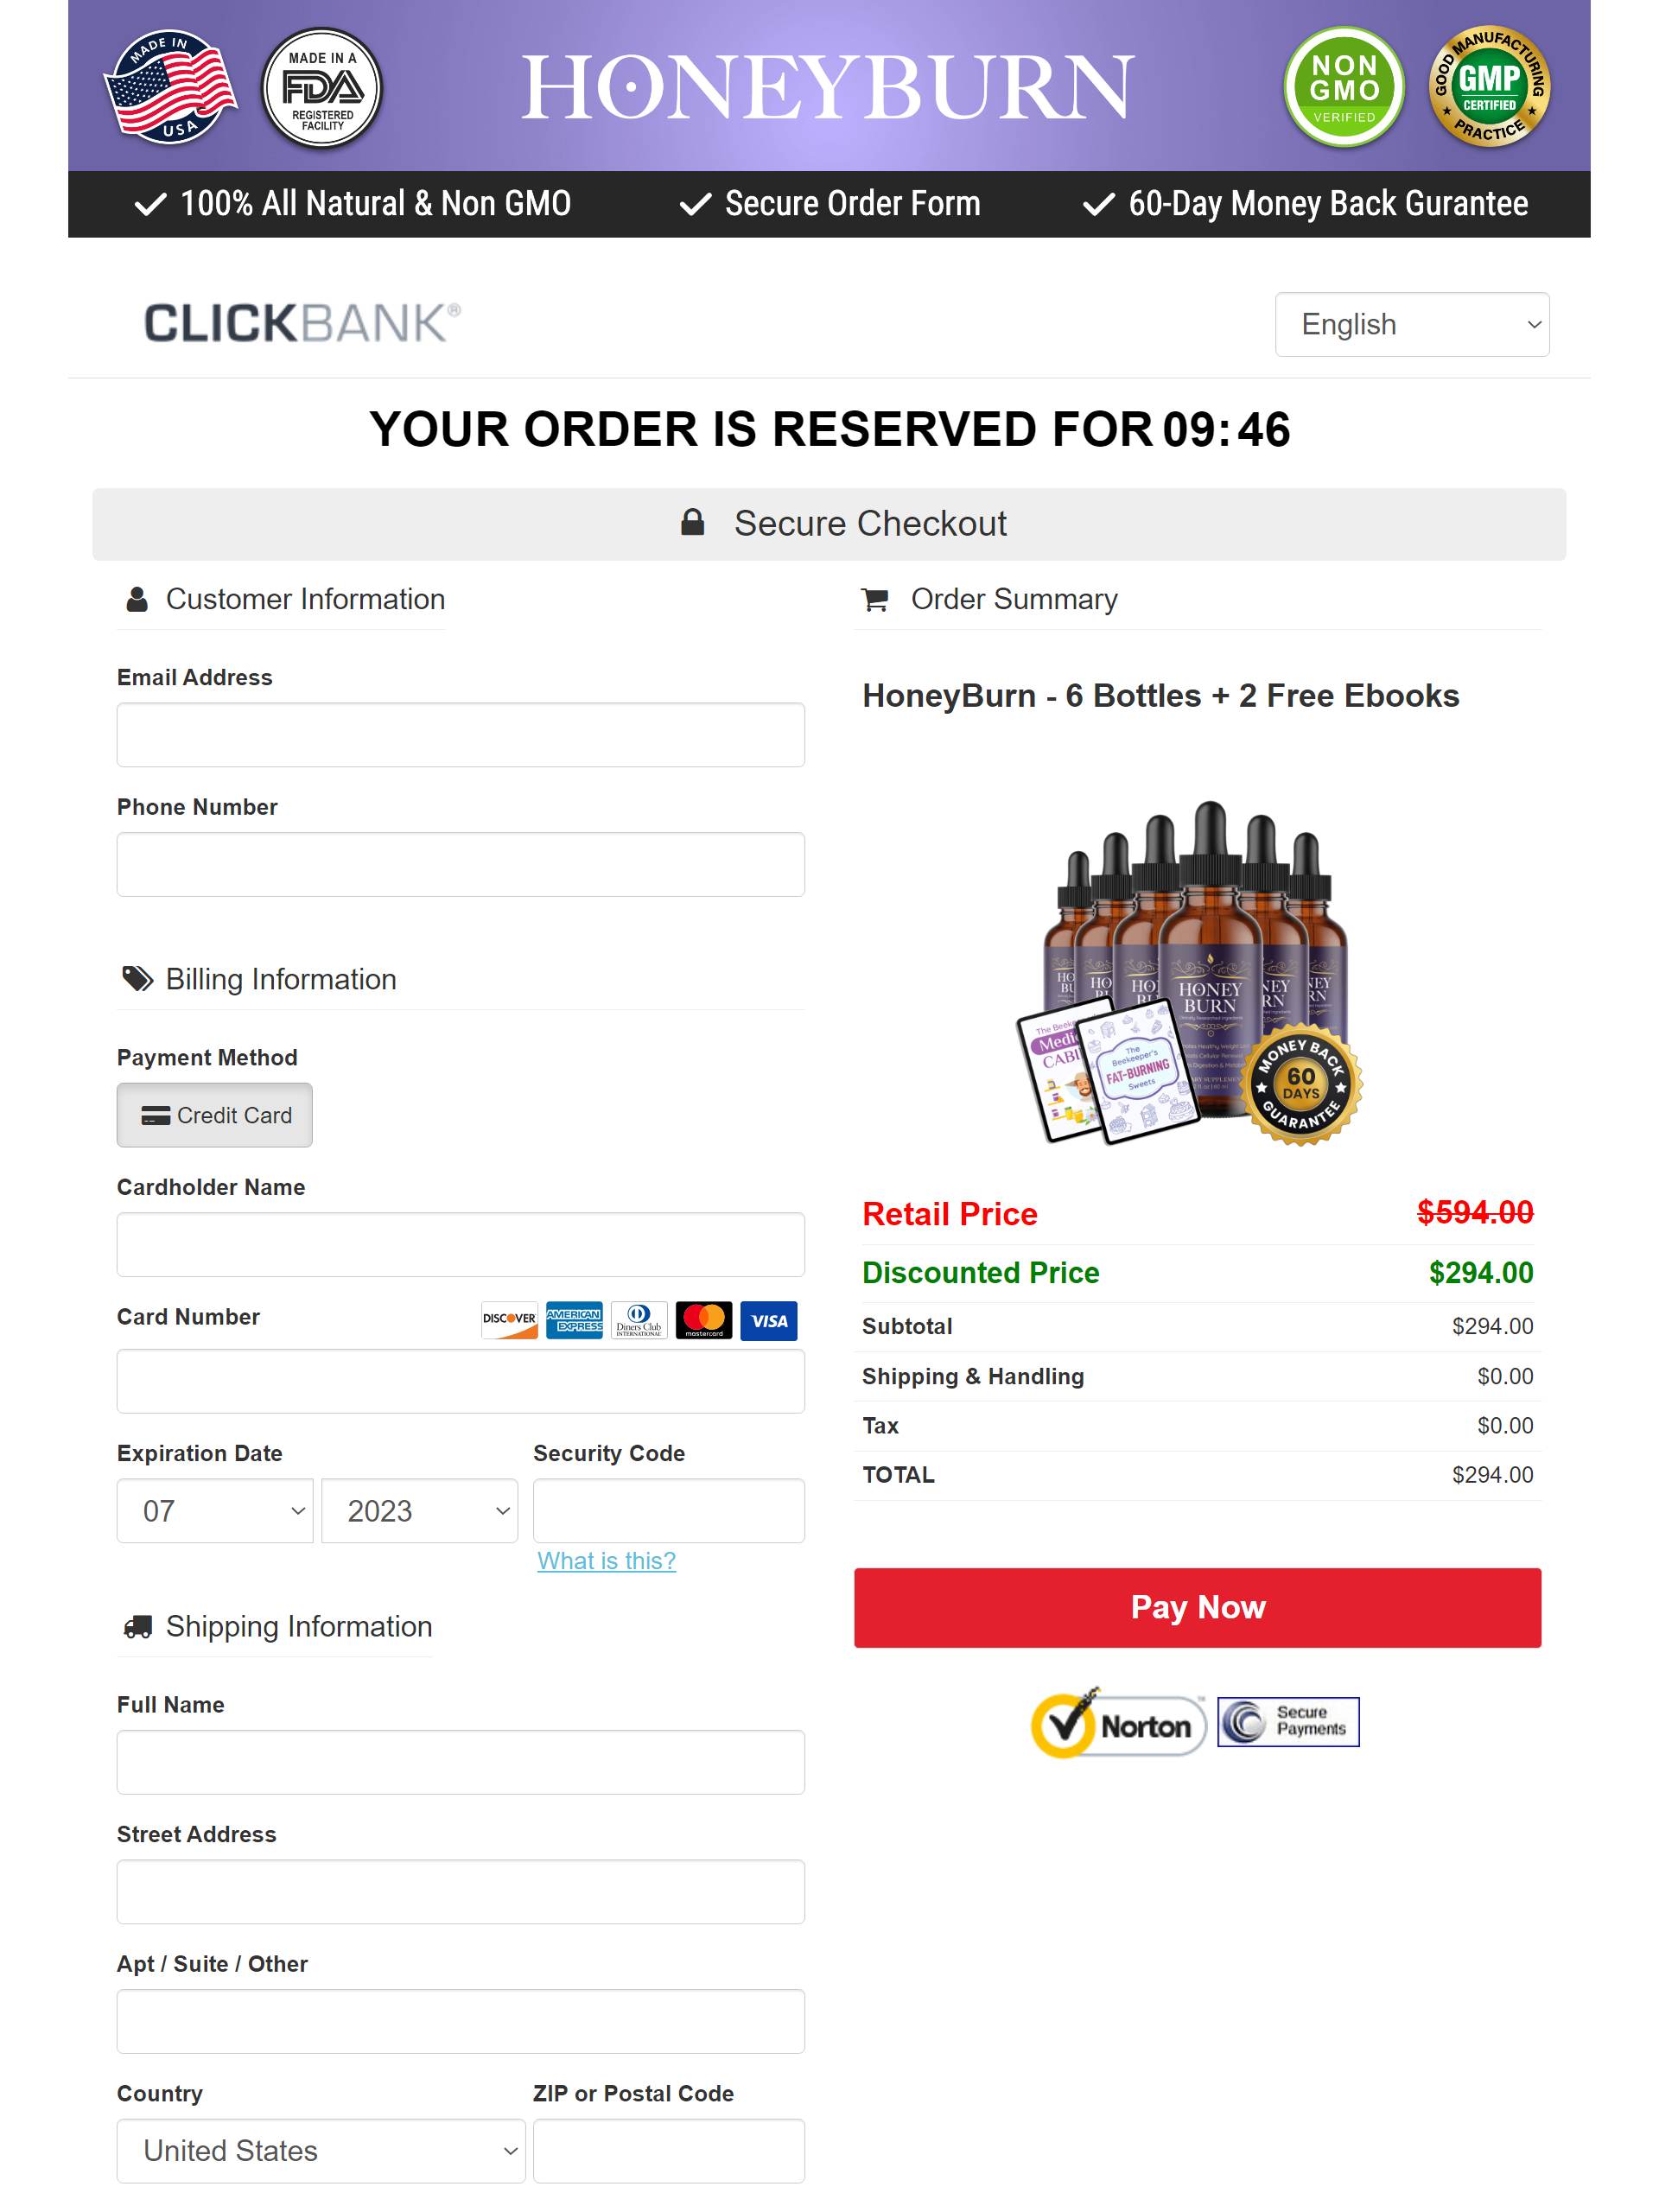 MADE IN
USA
MADE IN A
FDA
REGISTERED
FACILITY
HONEYBURN
NON
GMO
VERIFIED
GOOD MANUFACTURING
GMP
CERTIFIED
PRACTICE
100% All Natural & Non GMO
Secure Order Form
60-Day Money Back Gurantee
CLICKBANK®
English
YOUR ORDER IS RESERVED FOR 09:46
Secure Checkout
Customer Information
Email Address
Phone Number
Billing Information
Payment Method
Credit Card
Cardholder Name
Card Number
DISCOVER
AMERICAN
EXPRESS
Diners Club
INTERNATIONAL
mastercard
VISA
Expiration Date
Security Code
07
2023
What is this?
Shipping Information
Full Name
Street Address
Apt / Suite / Other
Country
ZIP or Postal Code
United States
Order Summary
HoneyBurn - 6 Bottles + 2 Free Ebooks
HONEY
BURN
The
Beekeeper's
FAT-BURNING
Sweets
MONEY BACK
60
DAYS
GUARANTEE
Retail Price
$594.00
Discounted Price
$294.00
Subtotal
$294.00
Shipping & Handling
$0.00
Tax
$0.00
TOTAL
$294.00
Pay Now
Norton
Secure
Payments